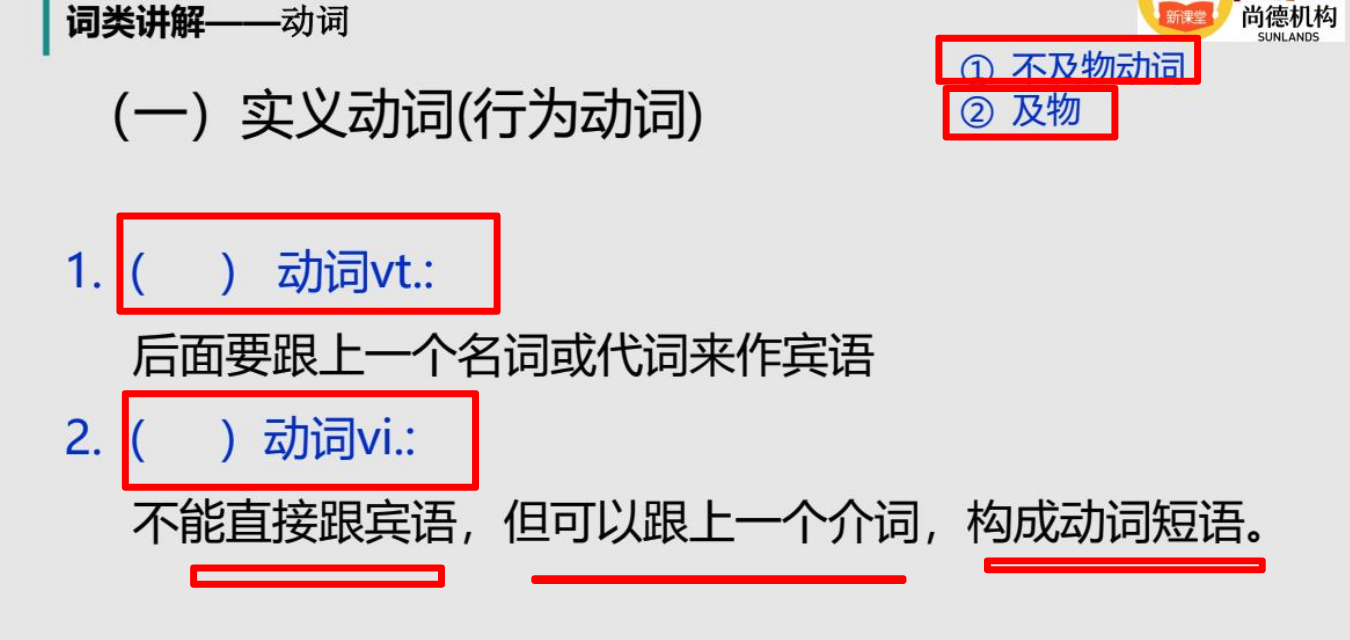 词类讲解——动词
新课堂
尚德机构
SUNLANDS
① 不及物动词
（一）实义动词(行为动词)
② 及物
1.（ ）动词vt.:
后面要跟上一个名词或代词来作宾语
2.（ ）动词vi.:
不能直接跟宾语，但可以跟上一个介词，构成动词短语。